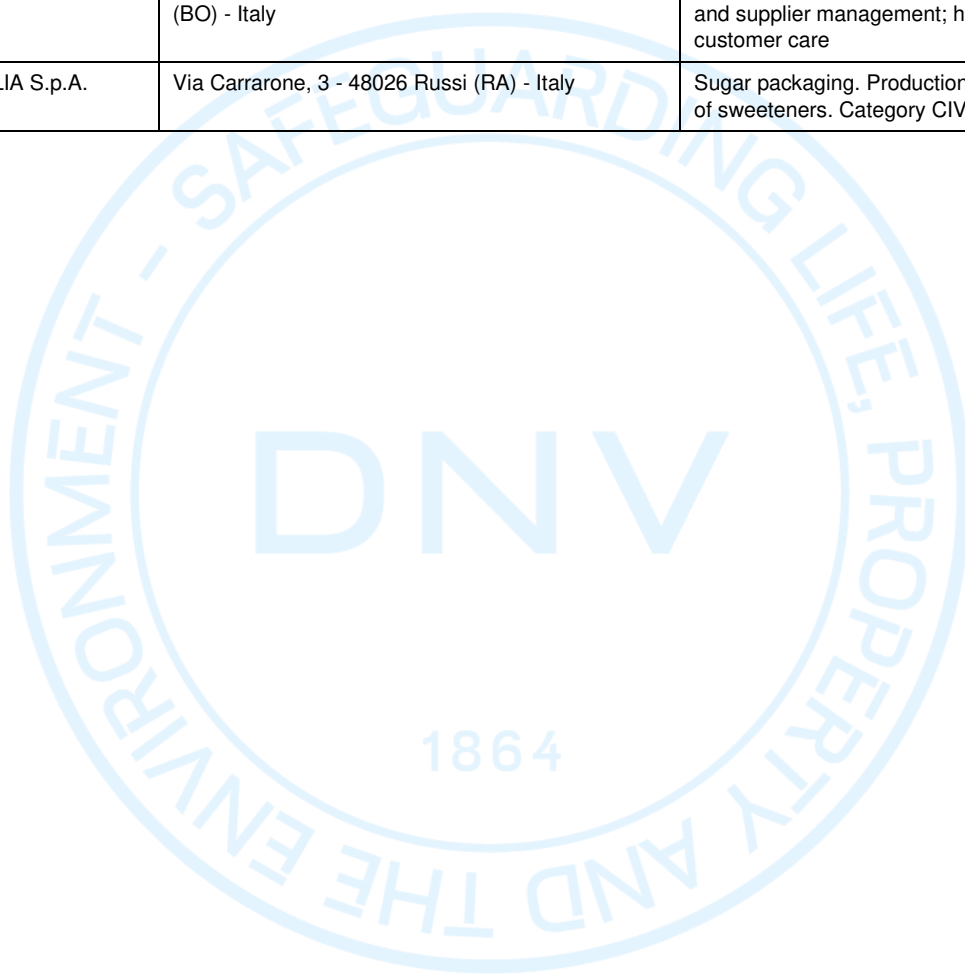 (BO) - Italy
and supplier management; h
customer care
LIA S.p.A.
Via Carrarone, 3 - 48026 Russi (RA) - Italy
Sugar packaging. Production
of sweeteners. Category CIV
SAFEGUARDING LIFE, PROPERTY AND THE ENVIRONMENT -
DNV
1864